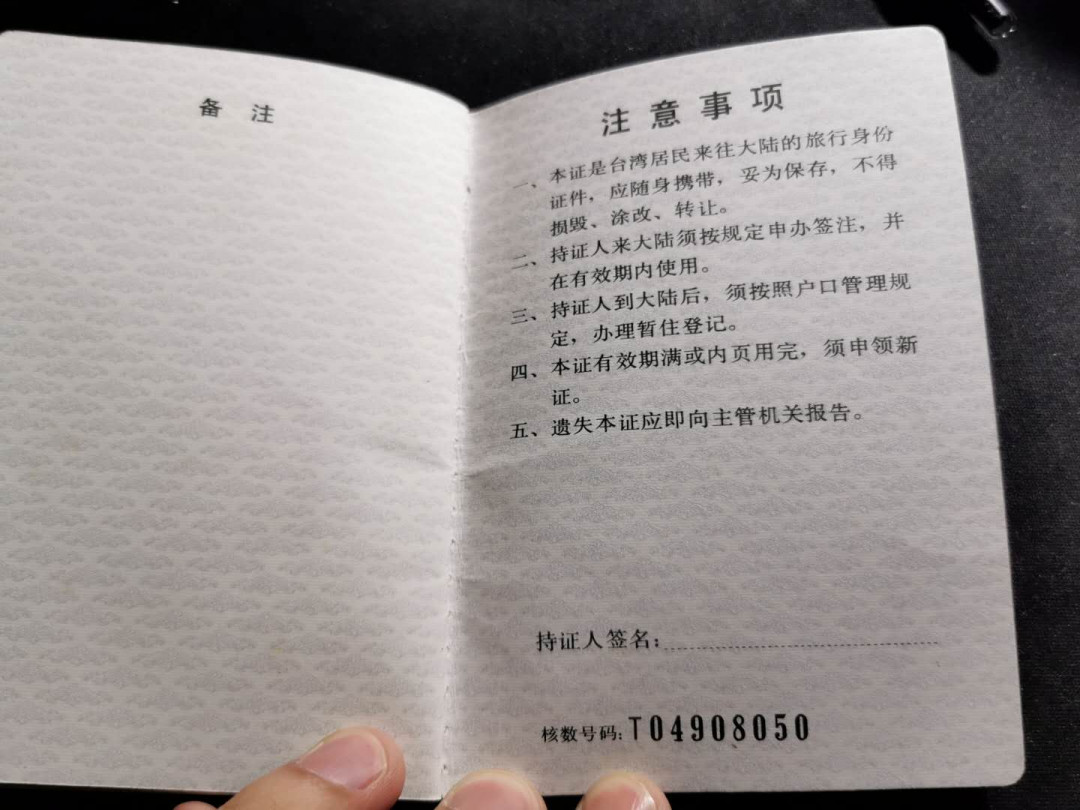 备 注
注意事项
一、本证是台湾居民来往大陆的旅行身份
证件，应随身携带，妥为保存，不得
损毁、涂改、转让。
二、持证人来大陆须按规定申办签注，并
在有效期内使用。
三、持证人到大陆后，须按照户口管理规
定，办理暂住登记。
四、本证有效期满或内页用完，须申领新
证。
五、遗失本证应即向主管机关报告。
持证人签名：
核数号码：T04908050